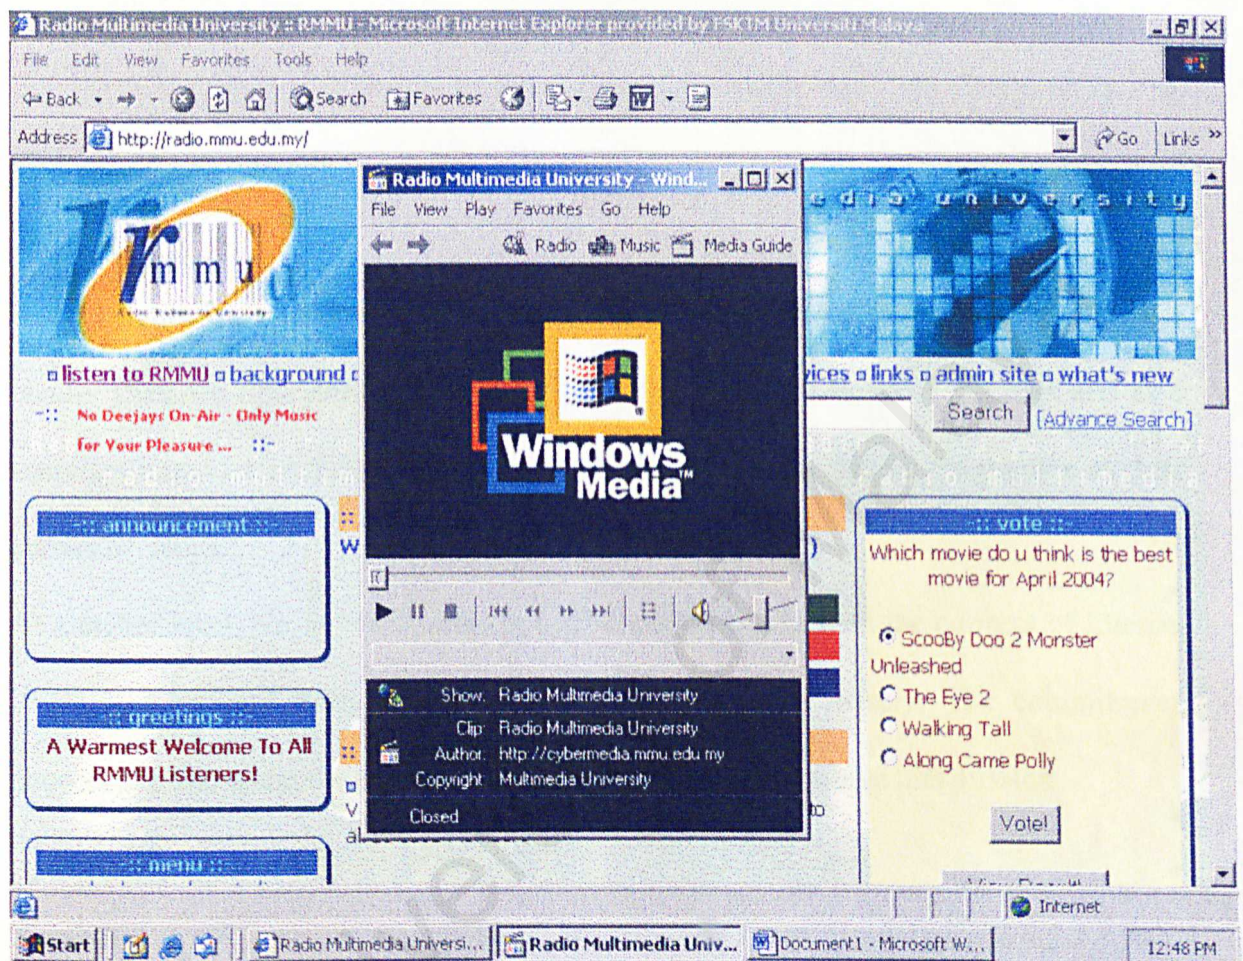 Radio Multimedia University :: RMMU - Microsoft Internet Explorer provided by FSKTM Universiti Malaya
File Edit View Favorites Tools Help
Back Search Favorites
Address http://radio.mmu.edu.my/ Go Links »
Radio Multimedia University - Wind...
File View Play Favorites Go Help
Radio Music Media Guide
rmmu
Radio Multimedia University
university
Windows
Media™
listen to RMMU background
vices links admin site what's new
-:: No Deejays On-Air - Only Music
for Your Pleasure ... ::-
Search [Advance Search]
-:: announcement ::-
-:: greetings ::-
A Warmest Welcome To All
RMMU Listeners!
-:: menu ::-
Show: Radio Multimedia University
Clip: Radio Multimedia University
Author: http://cybermedia.mmu.edu.my
Copyright: Multimedia University
Closed
to
-:: vote ::-
Which movie do u think is the best
movie for April 2004?
ScooBy Doo 2 Monster
Unleashed
The Eye 2
Walking Tall
Along Came Polly
Vote!
Internet
Start Radio Multimedia Universi... Radio Multimedia Univ... Document1 - Microsoft W... 12:48 PM